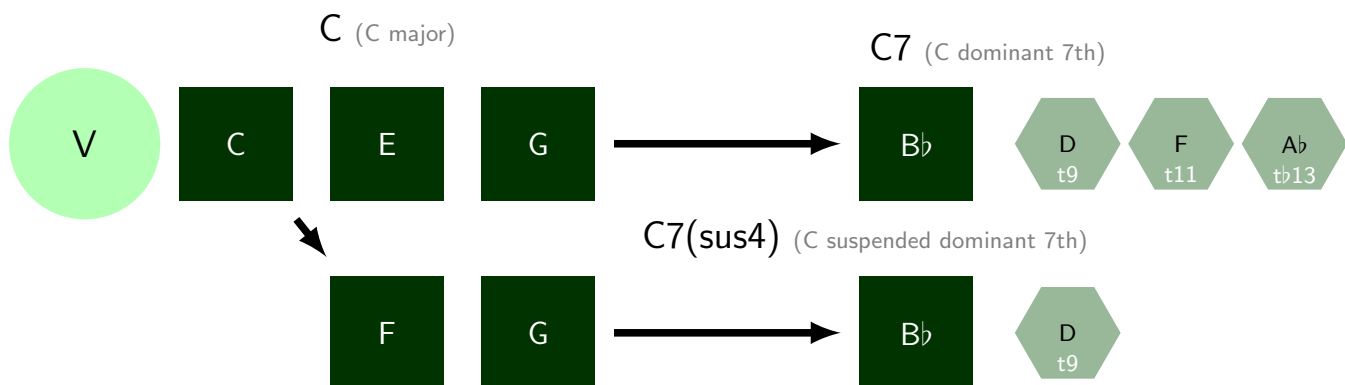 C (C major)
C7 (C dominant 7th)
V C E G B♭ D F A♭
t9 t11 t♭13
C7(sus4) (C suspended dominant 7th)
F G B♭ D
t9